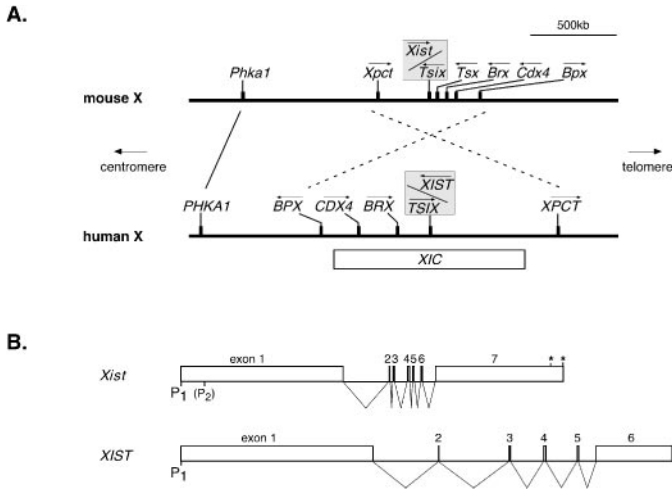 A.
500kb
Xist
Phka1 Xpct Tsix Tsx Brx Cdx4 Bpx
mouse X
centromere telomere
XIST
PHKA1 BPX CDX4 BRX TSIX XPCT
human X
XIC
B.
exon 1 2 3 4 5 6 7 * *
Xist
P1 (P2)
exon 1 2 3 4 5 6
XIST
P1